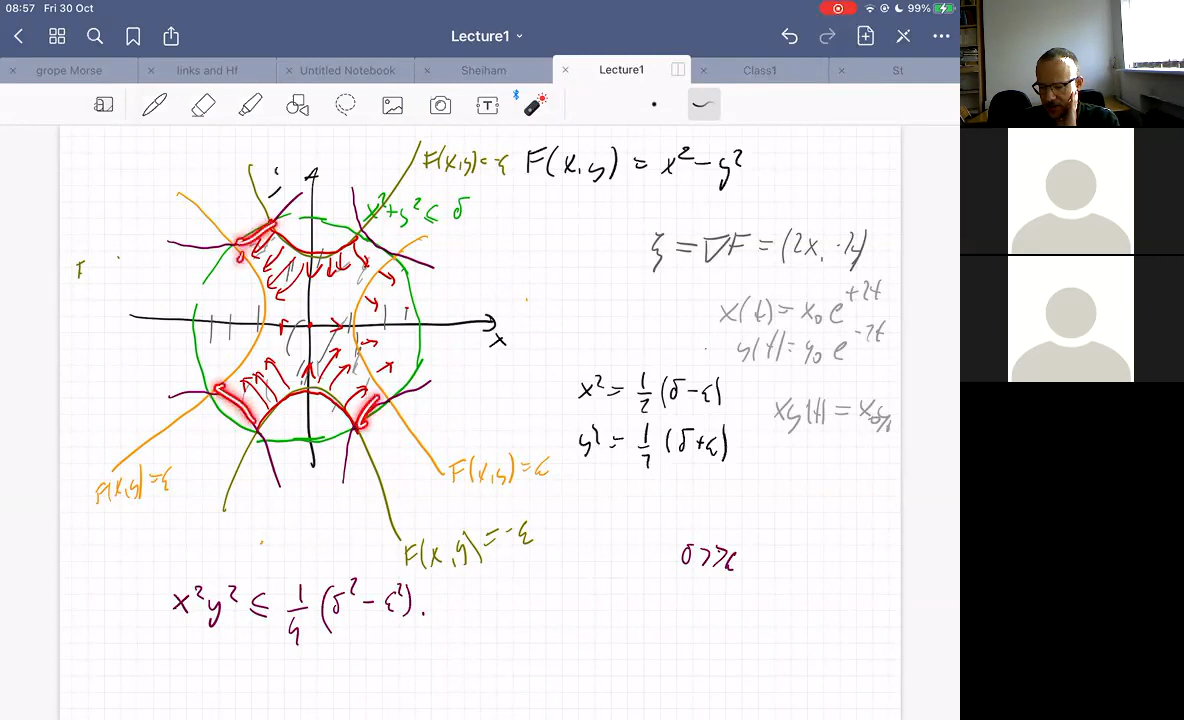 08:57 Fri 30 Oct
99%
Lecture1
grope Morse
links and Hf
Untitled Notebook
Sheiham
Lecture1
Class1
St
F(x,y)=-ε
F(x,y) = x² - y²
x²+y² ≤ δ
F
ξ = ∇F = (2x, -2y)
x(t) = x₀ e^{+2t}
y(t) = y₀ e^{-2t}
x
x² = 1/2 (δ-ε)
y² = 1/2 (δ+ε)
xy(t) = x₀y₀
F(x,y)=ε
F(x,y)=ε
F(x,y)=-ε
δ>>ε
x²y² ≤ 1/4 (δ² - ε²).